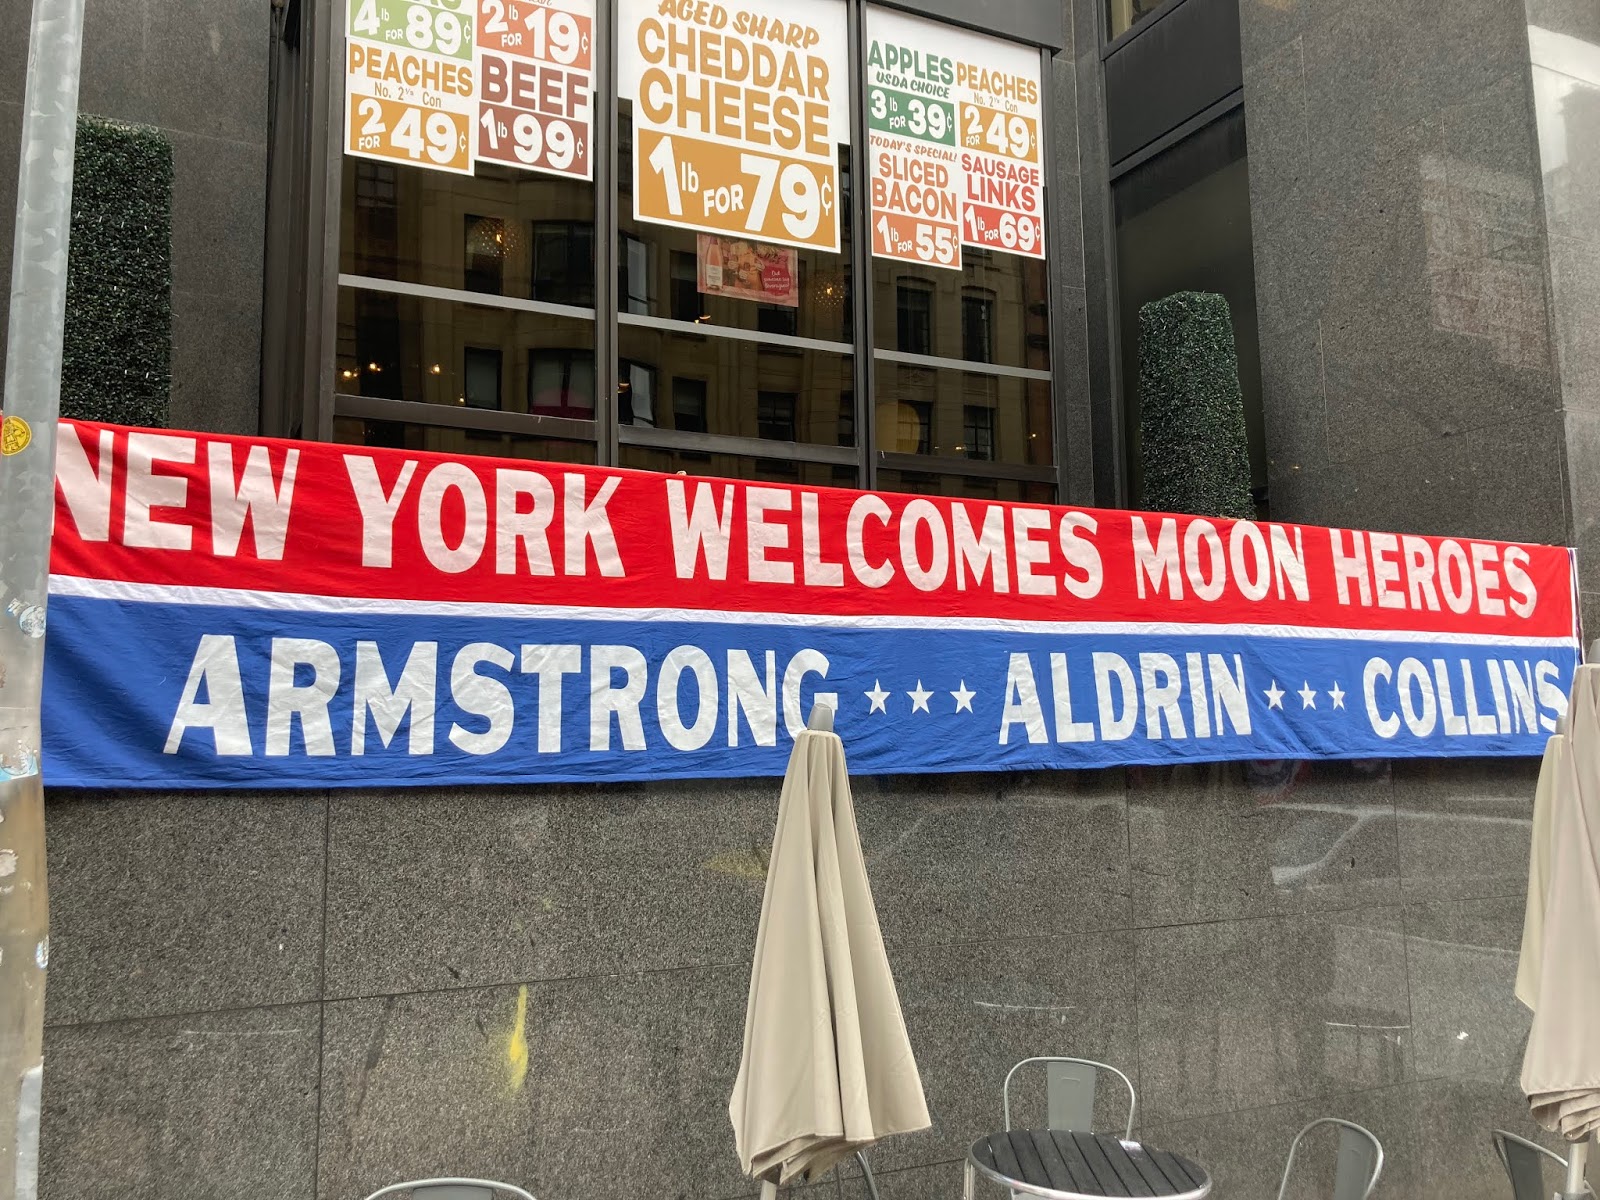 4 lb FOR 89¢
PEACHES
No. 2½ Con
2 FOR 49¢
2 lb FOR 19¢
BEEF
1 lb 99¢
AGED SHARP
CHEDDAR
CHEESE
1 lb FOR 79¢
APPLES
USDA CHOICE
3 lb FOR 39¢
TODAY'S SPECIAL!
SLICED
BACON
1 lb FOR 55¢
PEACHES
No. 2½ Con
2 FOR 49¢
SAUSAGE
LINKS
1 lb FOR 69¢
NEW YORK WELCOMES MOON HEROES
ARMSTRONG ★★★ ALDRIN ★★★ COLLINS